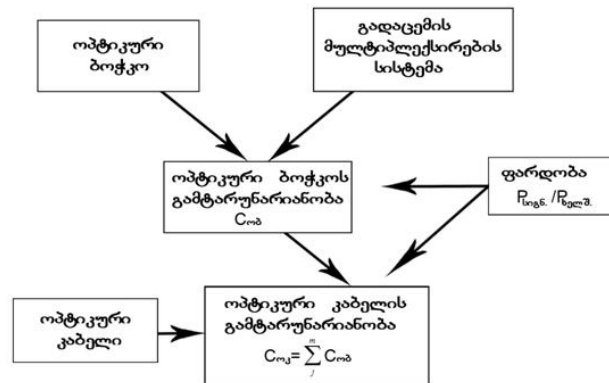 ოპტიკური
ბოჭკო
გადაცემის
მულტიპლექსირების
სისტემა
ოპტიკური ბოჭკოს
გამტარუნარიანობა
Cობ
ფარდობა
Pსიგნ. /Pხელშ.
ოპტიკური
კაბელი
ოპტიკური კაბელის
გამტარუნარიანობა
Cოკ= m∑j Cობ